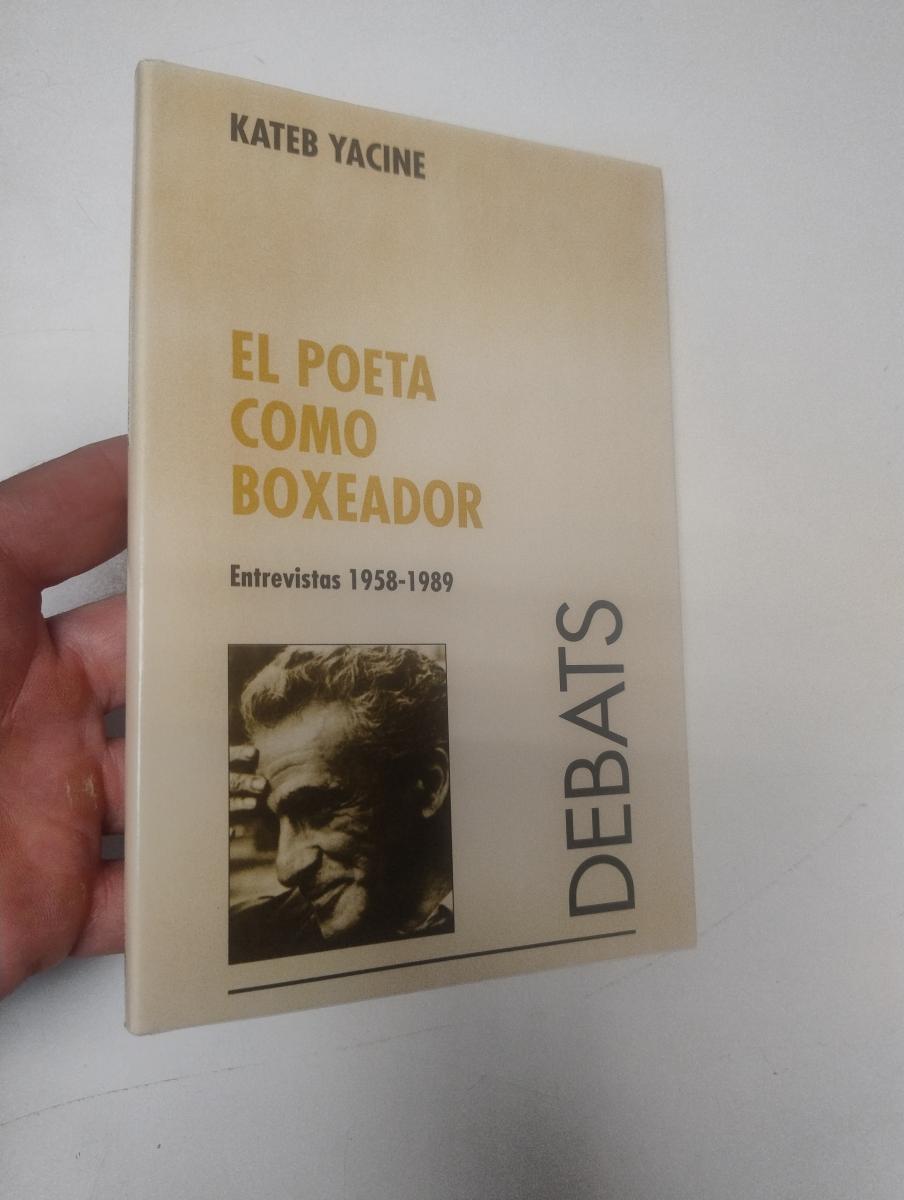 KATEB YACINE
EL POETA
COMO
BOXEADOR
Entrevistas 1958-1989
DEBATS